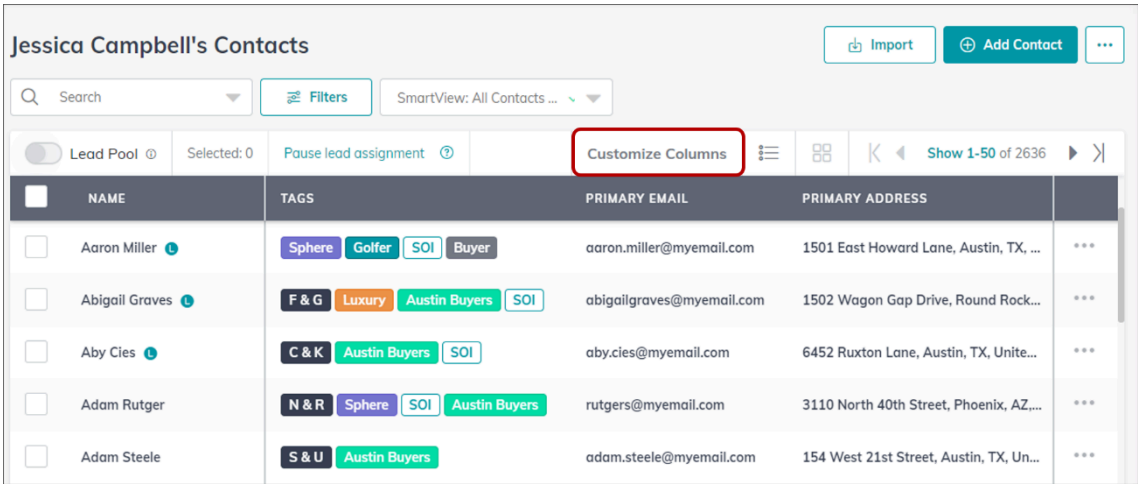 Jessica Campbell's Contacts
Import
Add Contact
Search
Filters
SmartView: All Contacts ...
Lead Pool
Selected: 0
Pause lead assignment
Customize Columns
Show 1-50 of 2636
NAME TAGS PRIMARY EMAIL PRIMARY ADDRESS
Aaron Miller L Sphere Golfer SOI Buyer aaron.miller@myemail.com 1501 East Howard Lane, Austin, TX, ...
Abigail Graves L F & G Luxury Austin Buyers SOI abigailgraves@myemail.com 1502 Wagon Gap Drive, Round Rock...
Aby Cies L C & K Austin Buyers SOI aby.cies@myemail.com 6452 Ruxton Lane, Austin, TX, Unite...
Adam Rutger N & R Sphere SOI Austin Buyers rutgers@myemail.com 3110 North 40th Street, Phoenix, AZ,...
Adam Steele S & U Austin Buyers adam.steele@myemail.com 154 West 21st Street, Austin, TX, Un...